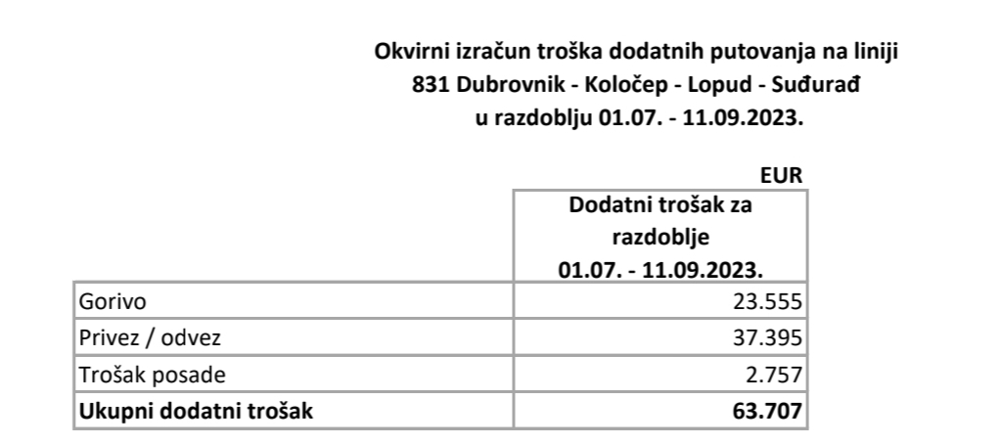 Okvirni izračun troška dodatnih putovanja na liniji
831 Dubrovnik - Koločep - Lopud - Suđurađ
u razdoblju 01.07. - 11.09.2023.
EUR
Dodatni trošak za
razdoblje
01.07. - 11.09.2023.
Gorivo 23.555
Privez / odvez 37.395
Trošak posade 2.757
Ukupni dodatni trošak 63.707